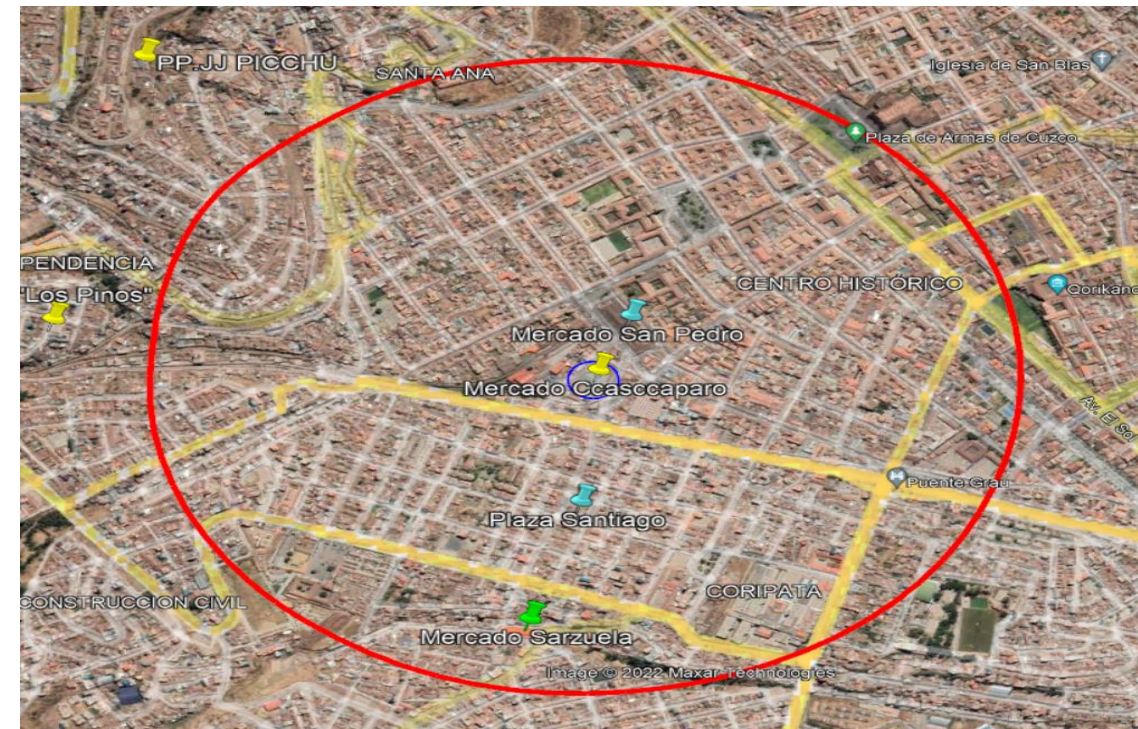 PP.JJ PICCHU
SANTA ANA
Iglesia de San Blas
Plaza de Armas de Cuzco
PENDENCIA
"Los Pinos"
CENTRO HISTÓRICO
Qorikanc
Mercado San Pedro
Mercado Ccasccaparo
Av. El Sol
Puente Grau
Plaza Santiago
CONSTRUCCION CIVIL
CORIPATA
Mercado Sarzuela
Image © 2022 Maxar Technologies